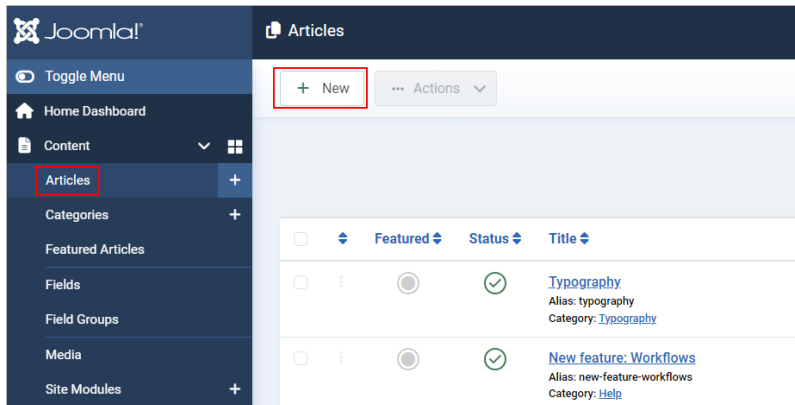 Joomla!
Articles
Toggle Menu
Home Dashboard
Content
Articles
Categories
Featured Articles
Fields
Field Groups
Media
Site Modules
New
Actions
Featured Status Title
Typography
Alias: typography
Category: Typography
New feature: Workflows
Alias: new-feature-workflows
Category: Help